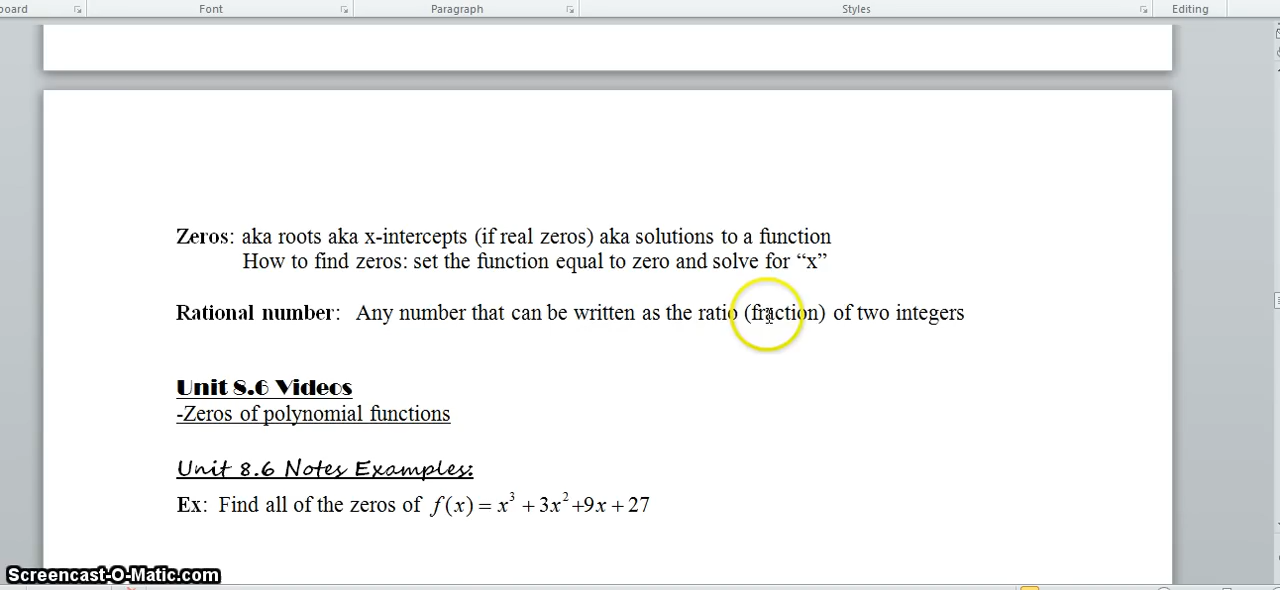 board Font Paragraph Styles Editing
Zeros: aka roots aka x-intercepts (if real zeros) aka solutions to a function
How to find zeros: set the function equal to zero and solve for “x”
Rational number: Any number that can be written as the ratio (fraction) of two integers
Unit 8.6 Videos
-Zeros of polynomial functions
Unit 8.6 Notes Examples:
Ex: Find all of the zeros of f(x) = x³ + 3x² +9x + 27
Screencast-O-Matic.com